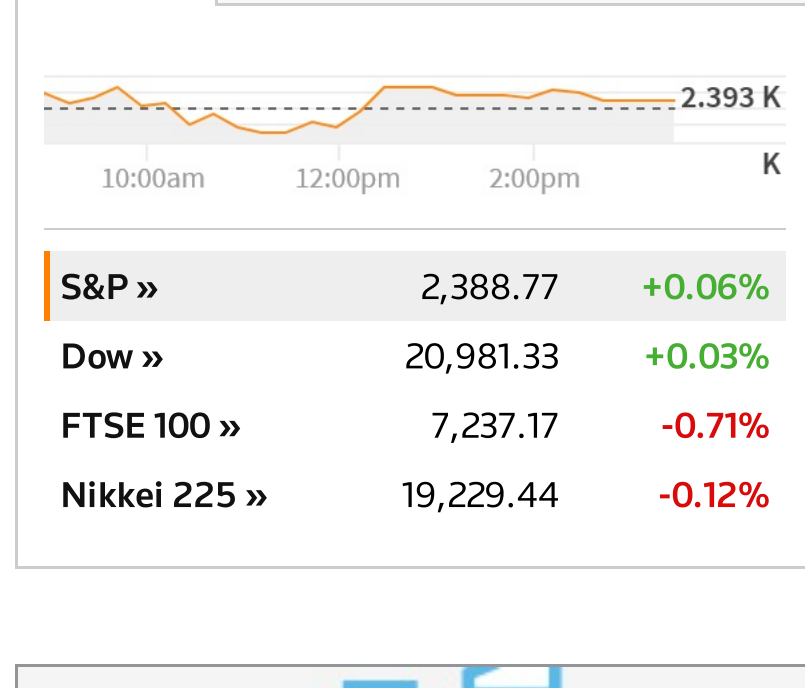 2.393 K
K
10:00am 12:00pm 2:00pm
S&P » 2,388.77 +0.06%
Dow » 20,981.33 +0.03%
FTSE 100 » 7,237.17 -0.71%
Nikkei 225 » 19,229.44 -0.12%